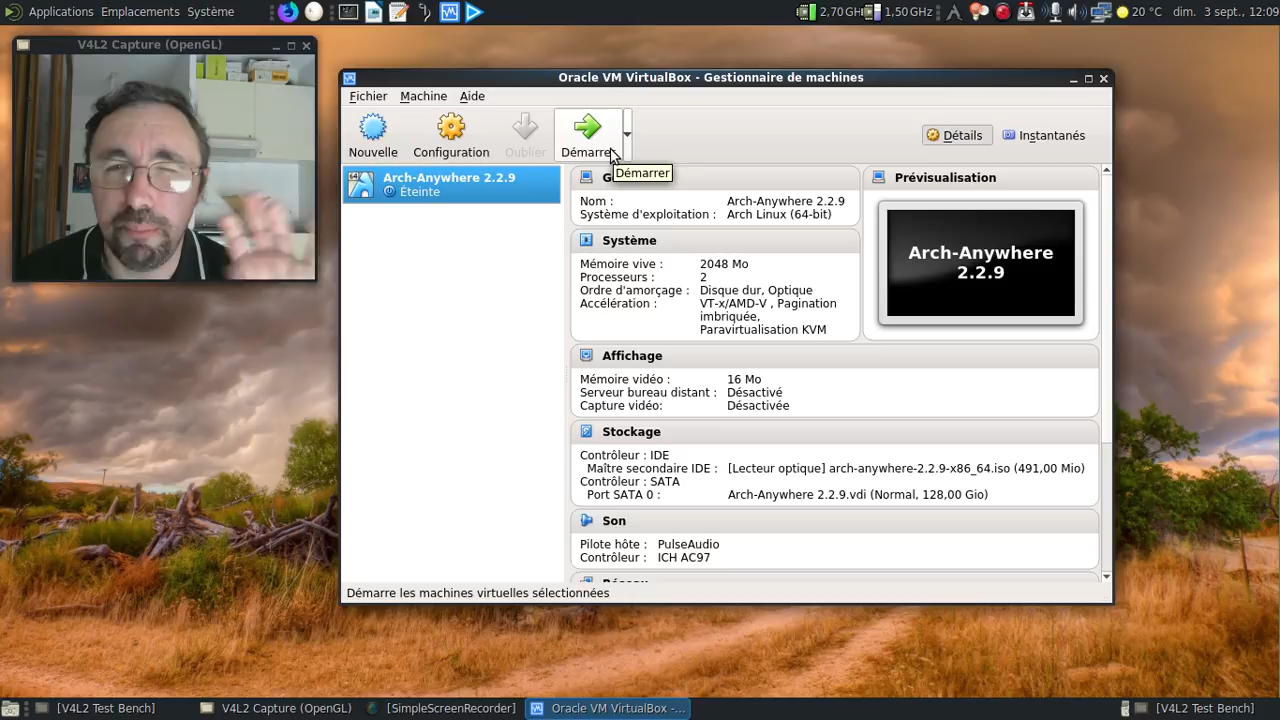 Applications Emplacements Système
2,70 GH 1,50 GHz
20 °C dim. 3 sept., 12:09
V4L2 Capture (OpenGL)
Oracle VM VirtualBox - Gestionnaire de machines
Fichier Machine Aide
Nouvelle Configuration Oublier Démarrer
Détails Instantanés
Démarrer
64
Arch-Anywhere 2.2.9
Éteinte
Nom : Arch-Anywhere 2.2.9
Système d'exploitation : Arch Linux (64-bit)
Système
Mémoire vive : 2048 Mo
Processeurs : 2
Ordre d'amorçage : Disque dur, Optique
Accélération : VT-x/AMD-V , Pagination
imbriquée,
Paravirtualisation KVM
Prévisualisation
Arch-Anywhere
2.2.9
Affichage
Mémoire vidéo : 16 Mo
Serveur bureau distant : Désactivé
Capture vidéo: Désactivée
Stockage
Contrôleur : IDE
Maître secondaire IDE : [Lecteur optique] arch-anywhere-2.2.9-x86_64.iso (491,00 Mio)
Contrôleur : SATA
Port SATA 0 : Arch-Anywhere 2.2.9.vdi (Normal, 128,00 Gio)
Son
Pilote hôte : PulseAudio
Contrôleur : ICH AC97
Réseau
Démarre les machines virtuelles sélectionnées
[V4L2 Test Bench] V4L2 Capture (OpenGL) [SimpleScreenRecorder] Oracle VM VirtualBox -... [V4L2 Test Bench]